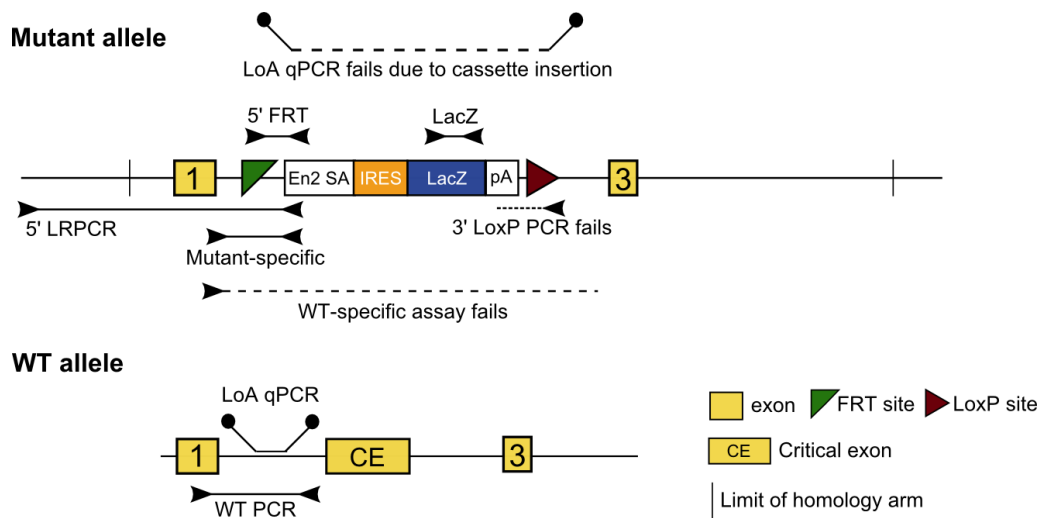 Mutant allele
LoA qPCR fails due to cassette insertion
5' FRT
LacZ
1
En2 SA
IRES
LacZ
pA
3
5' LRPCR
3' LoxP PCR fails
Mutant-specific
WT-specific assay fails
WT allele
LoA qPCR
1
CE
3
WT PCR
exon
FRT site
LoxP site
CE
Critical exon
Limit of homology arm